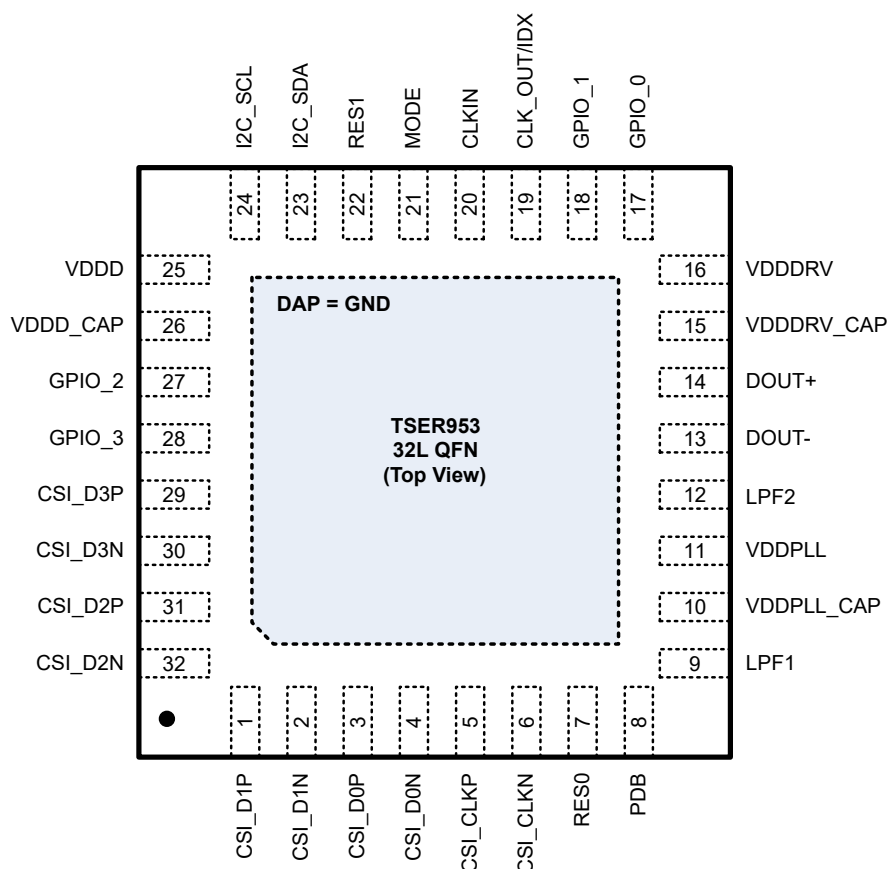 I2C_SCL
I2C_SDA
RES1
MODE
CLKIN
CLK_OUT/IDX
GPIO_1
GPIO_0
24
23
22
21
20
19
18
17
VDDD 25
16 VDDDRV
DAP = GND
VDDD_CAP 26
15 VDDDRV_CAP
GPIO_2 27
14 DOUT+
GPIO_3 28
13 DOUT-
TSER953
32L QFN
(Top View)
CSI_D3P 29
12 LPF2
CSI_D3N 30
11 VDDPLL
CSI_D2P 31
10 VDDPLL_CAP
CSI_D2N 32
9 LPF1
1
2
3
4
5
6
7
8
CSI_D1P
CSI_D1N
CSI_D0P
CSI_D0N
CSI_CLKP
CSI_CLKN
RES0
PDB